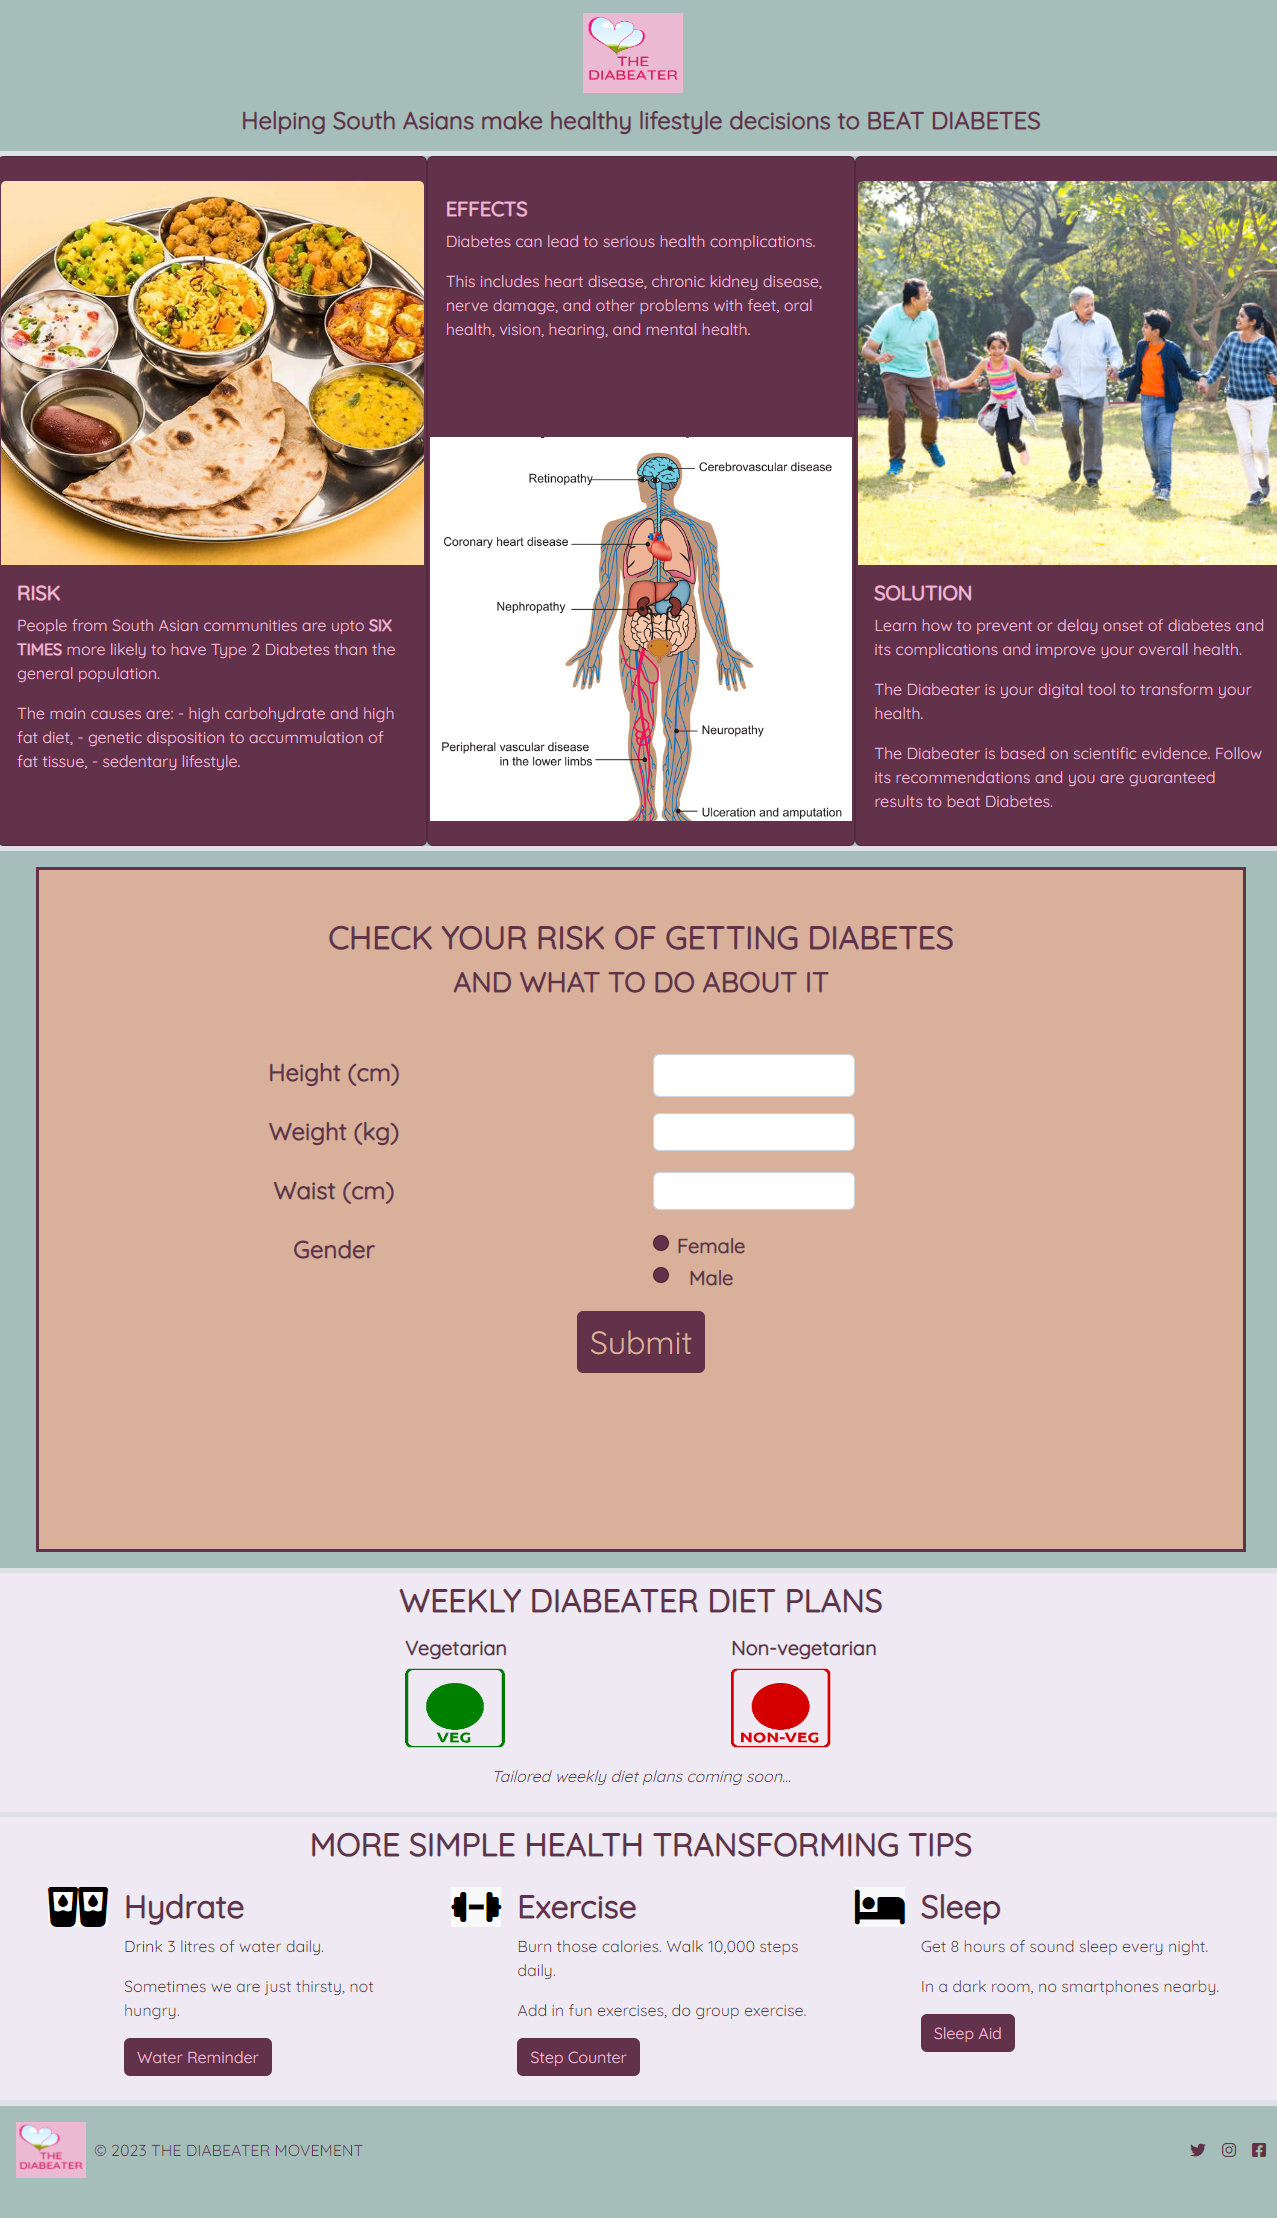 THE
DIABEATER
Helping South Asians make healthy lifestyle decisions to BEAT DIABETES
RISK
People from South Asian communities are upto SIX
TIMES more likely to have Type 2 Diabetes than the
general population.
The main causes are: - high carbohydrate and high
fat diet, - genetic disposition to accummulation of
fat tissue, - sedentary lifestyle.
EFFECTS
Diabetes can lead to serious health complications.
This includes heart disease, chronic kidney disease,
nerve damage, and other problems with feet, oral
health, vision, hearing, and mental health.
Cerebrovascular disease
Retinopathy
Coronary heart disease
Nephropathy
Neuropathy
Peripheral vascular disease
in the lower limbs
Ulceration and amputation
SOLUTION
Learn how to prevent or delay onset of diabetes and
its complications and improve your overall health.
The Diabeater is your digital tool to transform your
health.
The Diabeater is based on scientific evidence. Follow
its recommendations and you are guaranteed
results to beat Diabetes.
CHECK YOUR RISK OF GETTING DIABETES
AND WHAT TO DO ABOUT IT
Height (cm)
Weight (kg)
Waist (cm)
Gender
Female
Male
Submit
WEEKLY DIABEATER DIET PLANS
Vegetarian
VEG
Non-vegetarian
NON-VEG
Tailored weekly diet plans coming soon...
MORE SIMPLE HEALTH TRANSFORMING TIPS
Hydrate
Drink 3 litres of water daily.
Sometimes we are just thirsty, not
hungry.
Water Reminder
Exercise
Burn those calories. Walk 10,000 steps
daily.
Add in fun exercises, do group exercise.
Step Counter
Sleep
Get 8 hours of sound sleep every night.
In a dark room, no smartphones nearby.
Sleep Aid
THE
DIABEATER
© 2023 THE DIABEATER MOVEMENT